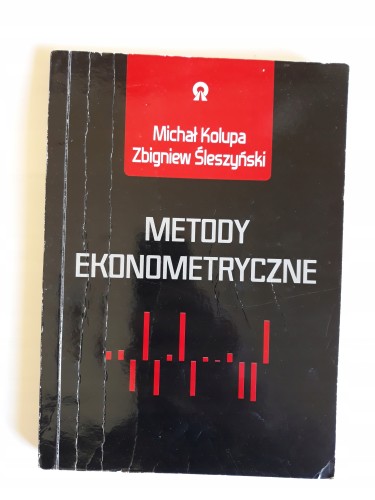 Michał Kolupa
Zbigniew Śleszyński
METODY
EKONOMETRYCZNE